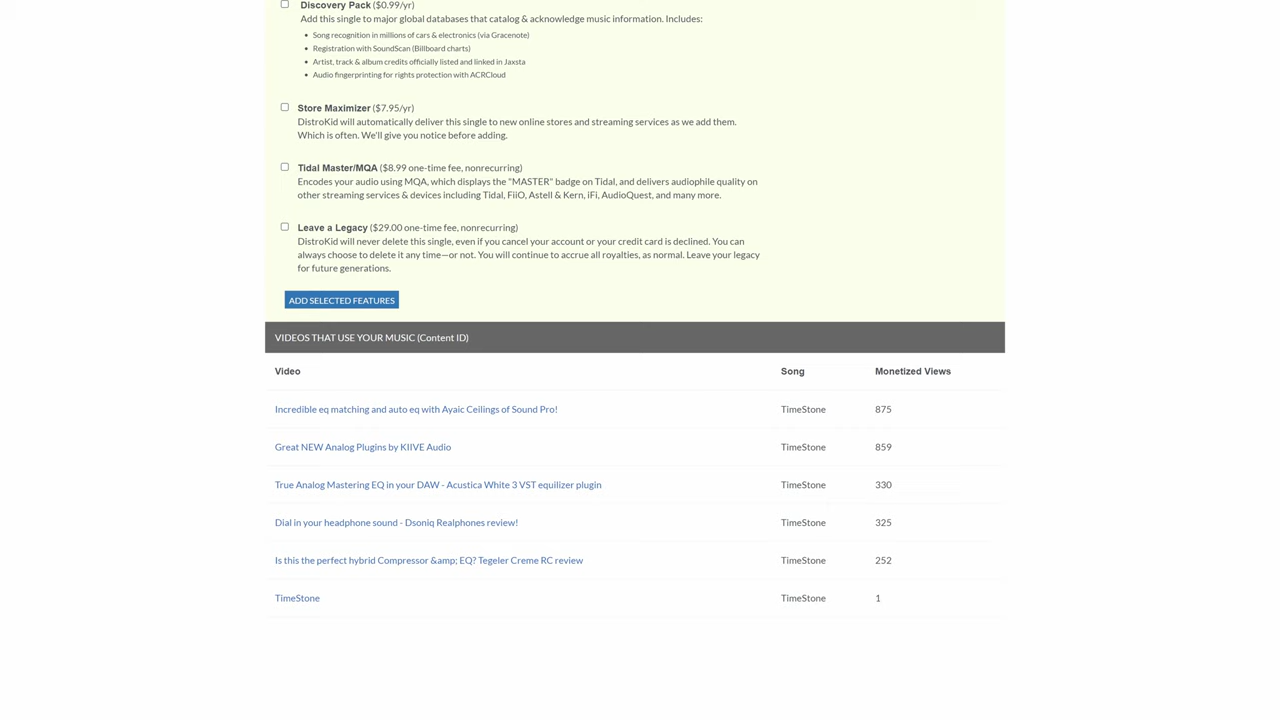 Discovery Pack ($0.99/yr)
Add this single to major global databases that catalog & acknowledge music information. Includes:
• Song recognition in millions of cars & electronics (via Gracenote)
• Registration with SoundScan (Billboard charts)
• Artist, track & album credits officially listed and linked in Jaxsta
• Audio fingerprinting for rights protection with ACRCloud
Store Maximizer ($7.95/yr)
DistroKid will automatically deliver this single to new online stores and streaming services as we add them.
Which is often. We'll give you notice before adding.
Tidal Master/MQA ($8.99 one-time fee, nonrecurring)
Encodes your audio using MQA, which displays the "MASTER" badge on Tidal, and delivers audiophile quality on
other streaming services & devices including Tidal, FiiO, Astell & Kern, iFi, AudioQuest, and many more.
Leave a Legacy ($29.00 one-time fee, nonrecurring)
DistroKid will never delete this single, even if you cancel your account or your credit card is declined. You can
always choose to delete it any time—or not. You will continue to accrue all royalties, as normal. Leave your legacy
for future generations.
ADD SELECTED FEATURES
VIDEOS THAT USE YOUR MUSIC (Content ID)
Video Song Monetized Views
Incredible eq matching and auto eq with Ayaic Ceilings of Sound Pro! TimeStone 875
Great NEW Analog Plugins by KIIVE Audio TimeStone 859
True Analog Mastering EQ in your DAW - Acustica White 3 VST equilizer plugin TimeStone 330
Dial in your headphone sound - Dsoniq Realphones review! TimeStone 325
Is this the perfect hybrid Compressor &amp; EQ? Tegeler Creme RC review TimeStone 252
TimeStone TimeStone 1